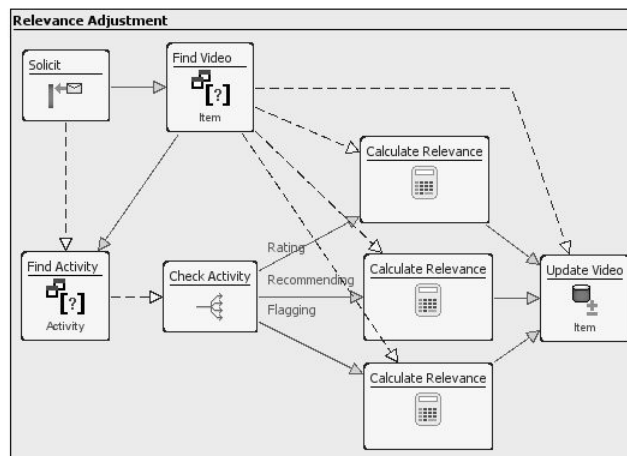 Relevance Adjustment
Solicit
Find Video
[?]
Item
Calculate Relevance
Rating
Find Activity
[?]
Activity
Check Activity
Recommending
Flagging
Calculate Relevance
Update Video
Item
Calculate Relevance